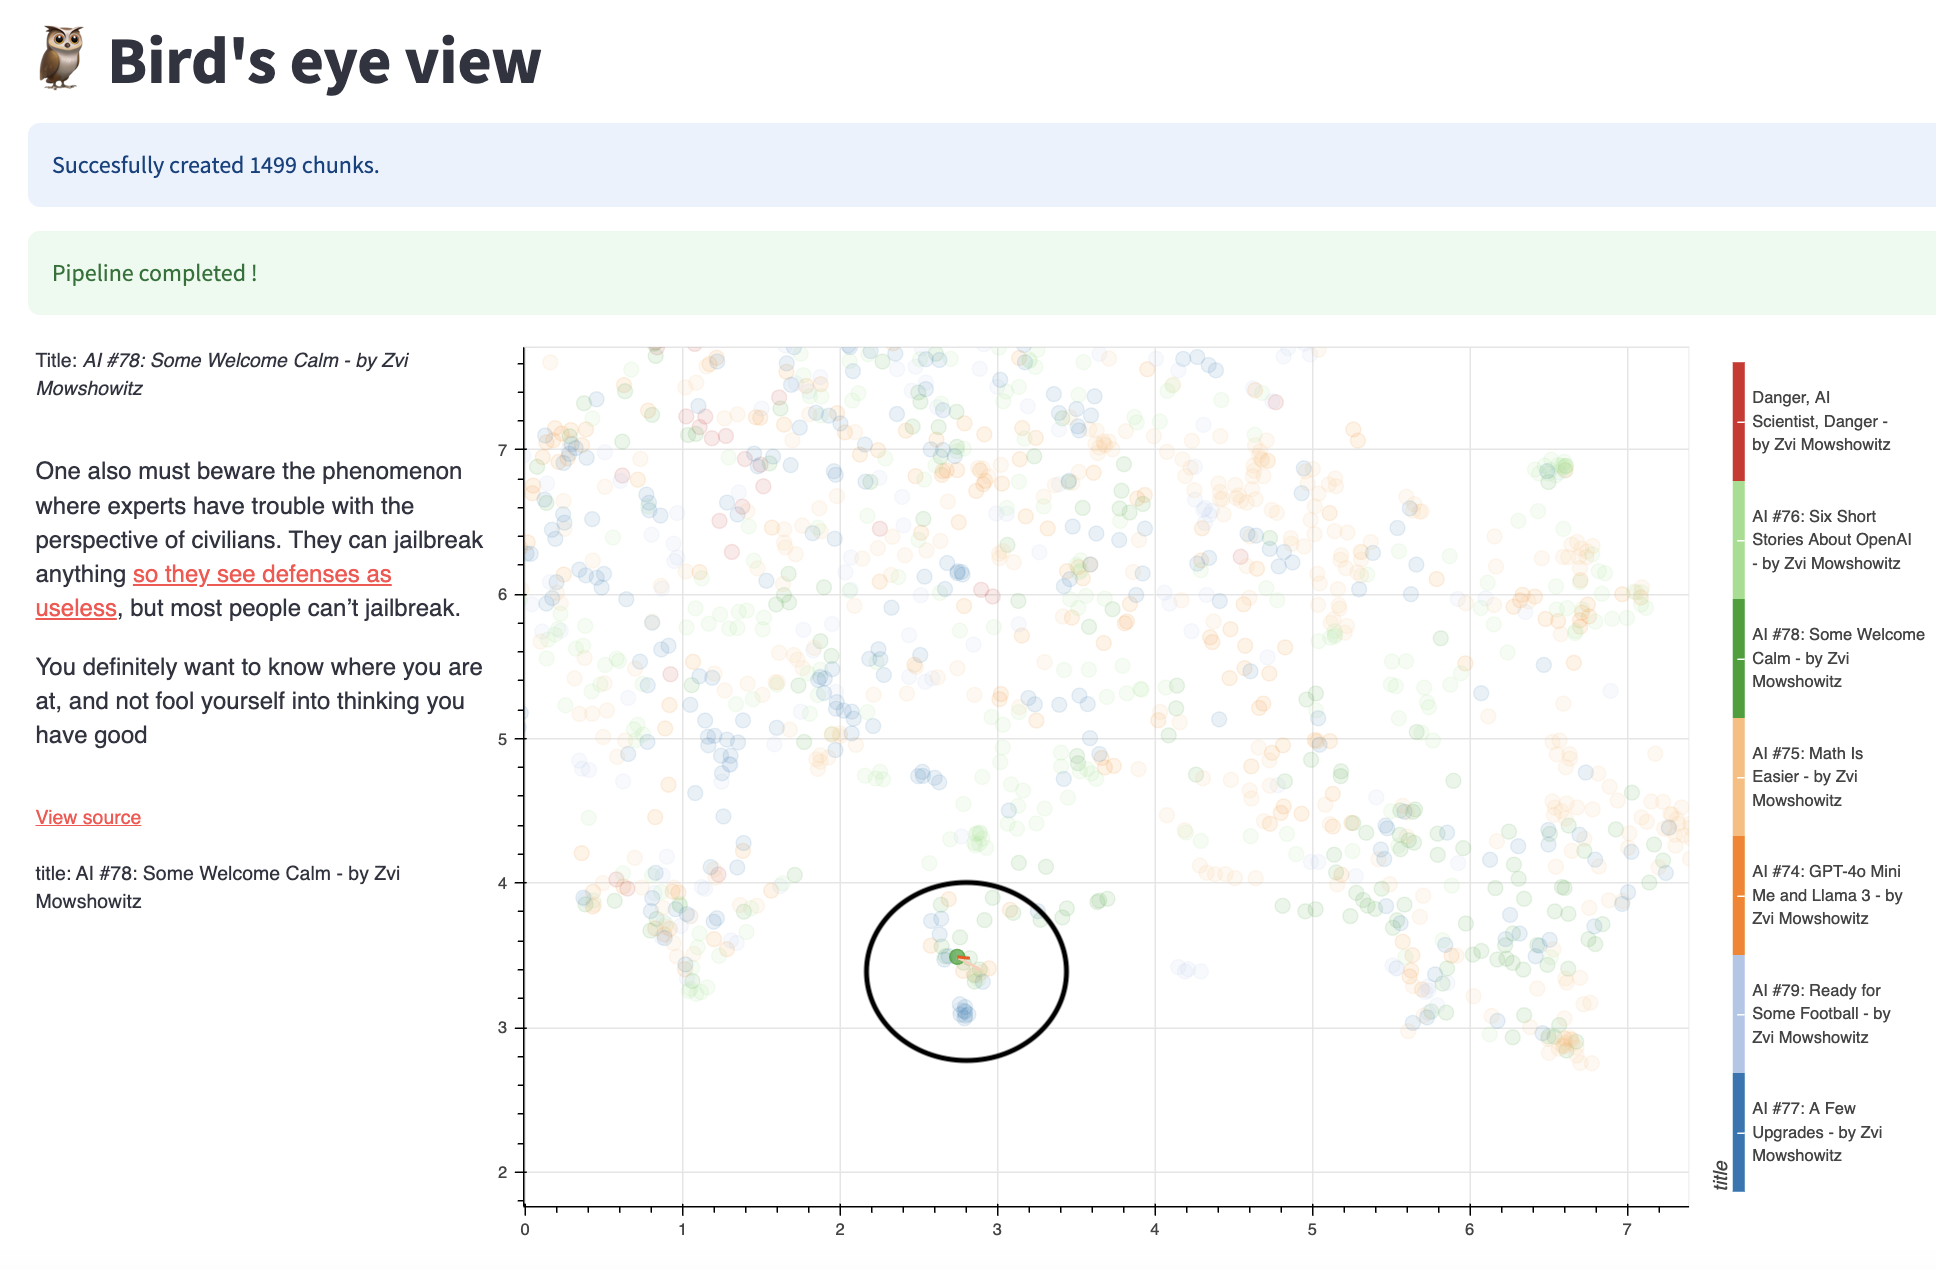 Bird's eye view
Succesfully created 1499 chunks.
Pipeline completed !
Title: AI #78: Some Welcome Calm - by Zvi
Mowshowitz
One also must beware the phenomenon
where experts have trouble with the
perspective of civilians. They can jailbreak
anything so they see defenses as
useless, but most people can’t jailbreak.
You definitely want to know where you are
at, and not fool yourself into thinking you
have good
View source
title: AI #78: Some Welcome Calm - by Zvi
Mowshowitz
7
6
5
4
3
2
0 1 2 3 4 5 6 7
title
Danger, AI
Scientist, Danger -
by Zvi Mowshowitz
AI #76: Six Short
Stories About OpenAI
- by Zvi Mowshowitz
AI #78: Some Welcome
Calm - by Zvi
Mowshowitz
AI #75: Math Is
Easier - by Zvi
Mowshowitz
AI #74: GPT-4o Mini
Me and Llama 3 - by
Zvi Mowshowitz
AI #79: Ready for
Some Football - by
Zvi Mowshowitz
AI #77: A Few
Upgrades - by Zvi
Mowshowitz